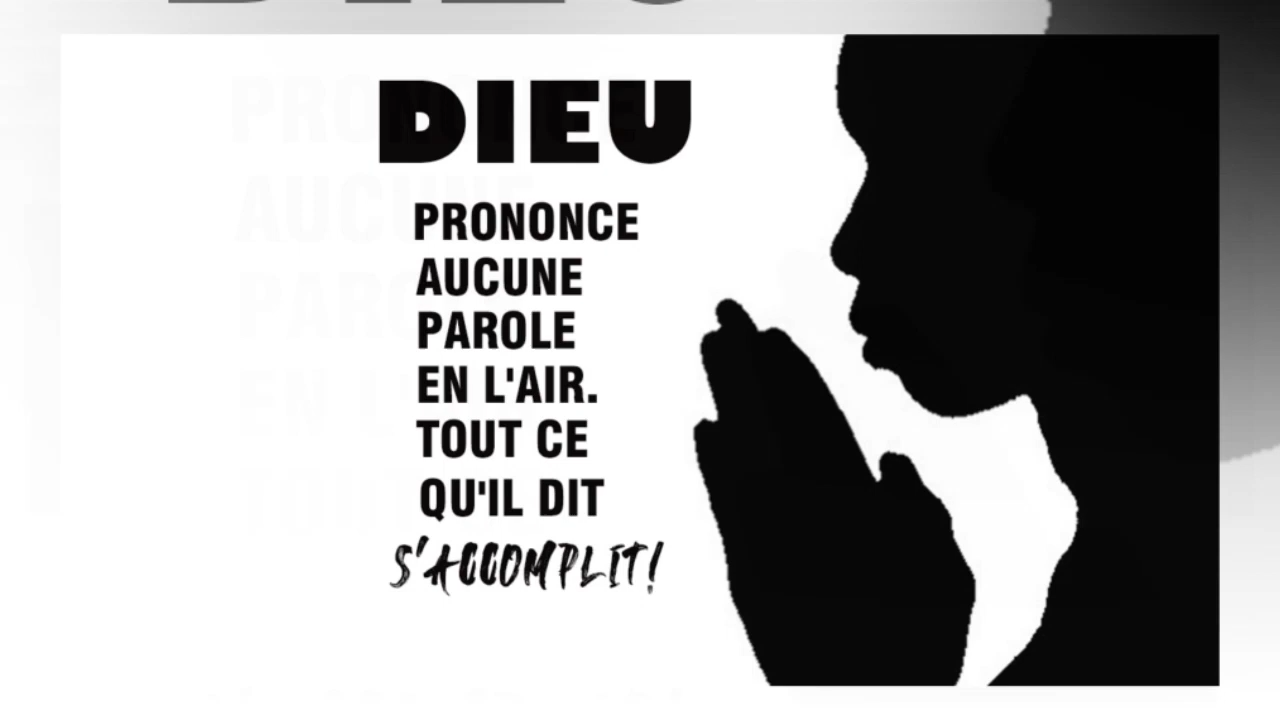 DIEU
PRONONCE
AUCUNE
PAROLE
EN L'AIR.
TOUT CE
QU'IL DIT
S'ACCOMPLIT!